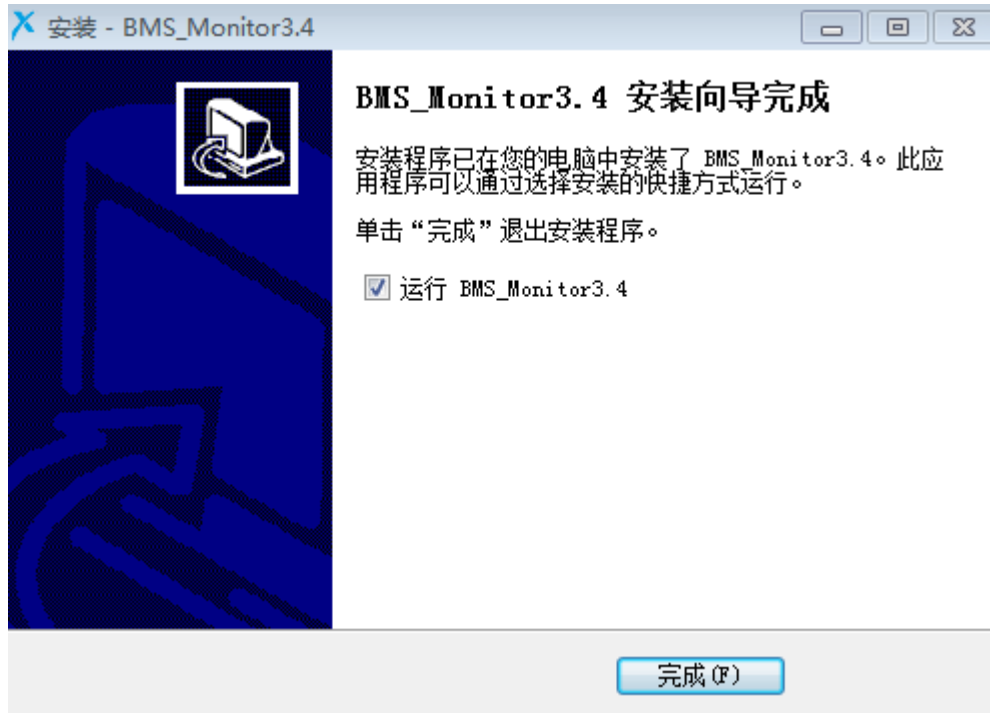 安装 - BMS_Monitor3.4
BMS_Monitor3.4 安装向导完成
安装程序已在您的电脑中安装了 BMS_Monitor3.4。此应
用程序可以通过选择安装的快捷方式运行。
单击“完成”退出安装程序。
运行 BMS_Monitor3.4
完成(F)